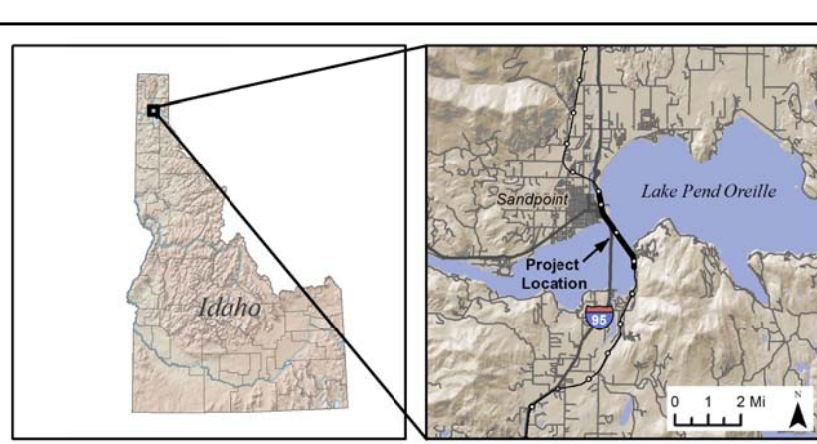 Idaho
Sandpoint
Lake Pend Oreille
Project
Location
95
0 1 2 Mi
N